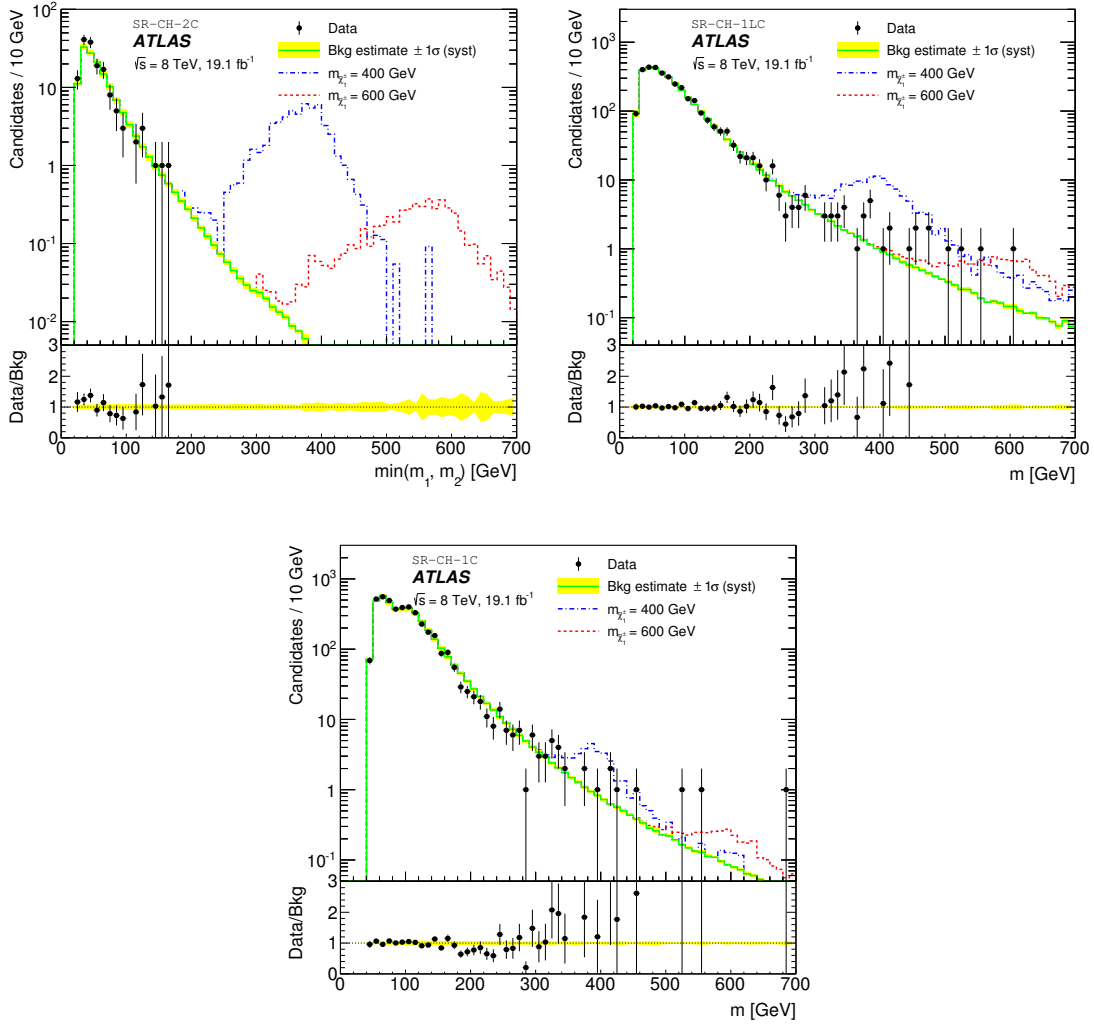 SR-CH-2C
ATLAS
√s = 8 TeV, 19.1 fb⁻¹
Data
Bkg estimate ± 1σ (syst)
m_χ̃₁± = 400 GeV
m_χ̃₁± = 600 GeV
Candidates / 10 GeV
10²
10
1
10⁻¹
10⁻²
Data/Bkg
3
2
1
0
0 100 200 300 400 500 600 700
min(m₁, m₂) [GeV]
SR-CH-1LC
ATLAS
√s = 8 TeV, 19.1 fb⁻¹
Data
Bkg estimate ± 1σ (syst)
m_χ̃₁± = 400 GeV
m_χ̃₁± = 600 GeV
Candidates / 10 GeV
10³
10²
10
1
10⁻¹
Data/Bkg
3
2
1
0
0 100 200 300 400 500 600 700
m [GeV]
SR-CH-1C
ATLAS
√s = 8 TeV, 19.1 fb⁻¹
Data
Bkg estimate ± 1σ (syst)
m_χ̃₁± = 400 GeV
m_χ̃₁± = 600 GeV
Candidates / 10 GeV
10³
10²
10
1
10⁻¹
Data/Bkg
3
2
1
0
0 100 200 300 400 500 600 700
m [GeV]